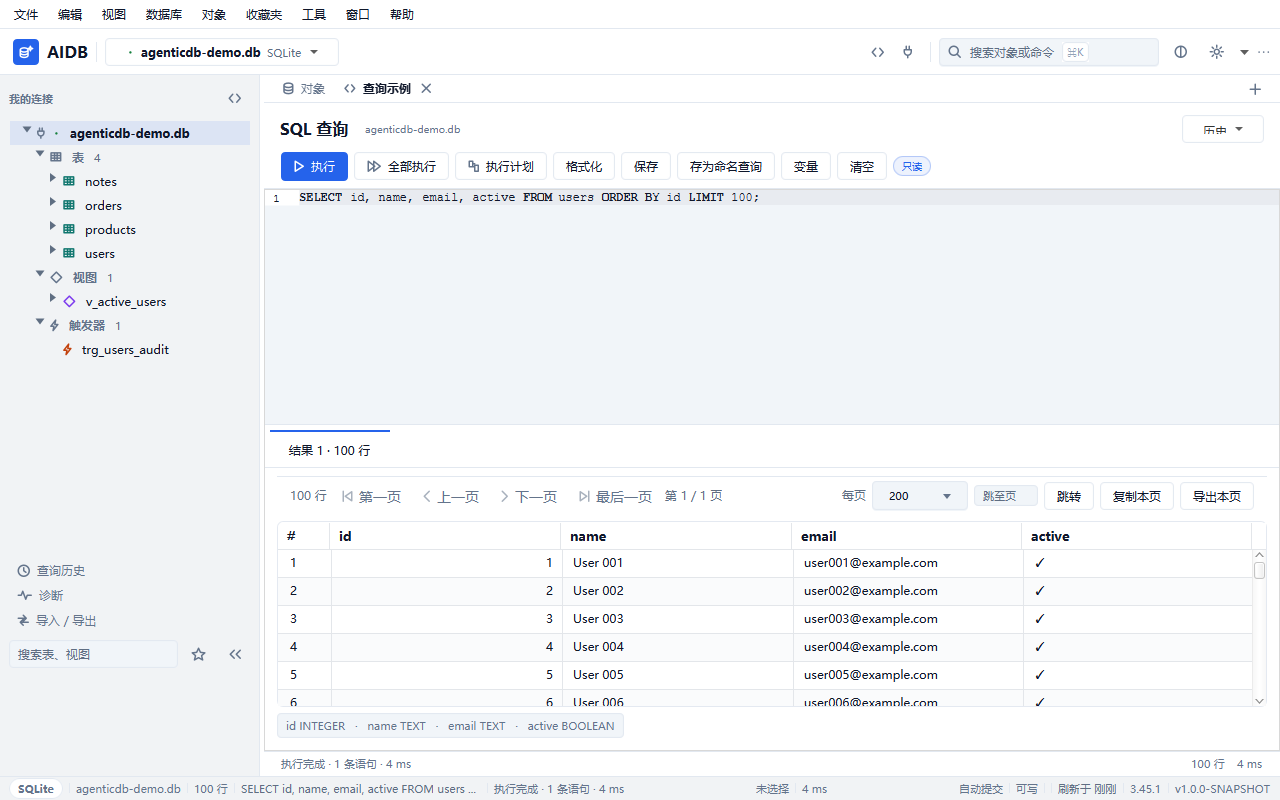 文件 编辑 视图 数据库 对象 收藏夹 工具 窗口 帮助
AIDB · agenticdb-demo.db SQLite 搜索对象或命令 ⌘K
我的连接
· agenticdb-demo.db
表 4
notes
orders
products
users
视图 1
v_active_users
触发器 1
trg_users_audit
查询历史
诊断
导入 / 导出
搜索表、视图
对象 查询示例
SQL 查询 agenticdb-demo.db 历史
执行 全部执行 执行计划 格式化 保存 存为命名查询 变量 清空 只读
1 SELECT id, name, email, active FROM users ORDER BY id LIMIT 100;
结果 1 · 100 行
100 行 第一页 上一页 下一页 最后一页 第 1 / 1 页 每页 200 跳至页 跳转 复制本页 导出本页
# id name email active
1 1 User 001 user001@example.com ✓
2 2 User 002 user002@example.com ✓
3 3 User 003 user003@example.com ✓
4 4 User 004 user004@example.com ✓
5 5 User 005 user005@example.com ✓
6 6 User 006 user006@example.com ✓
id INTEGER · name TEXT · email TEXT · active BOOLEAN
执行完成 · 1 条语句 · 4 ms 100 行 4 ms
SQLite agenticdb-demo.db 100 行 SELECT id, name, email, active FROM users ... 执行完成 · 1 条语句 · 4 ms 未选择 4 ms 自动提交 可写 刷新于 刚刚 3.45.1 v1.0.0-SNAPSHOT